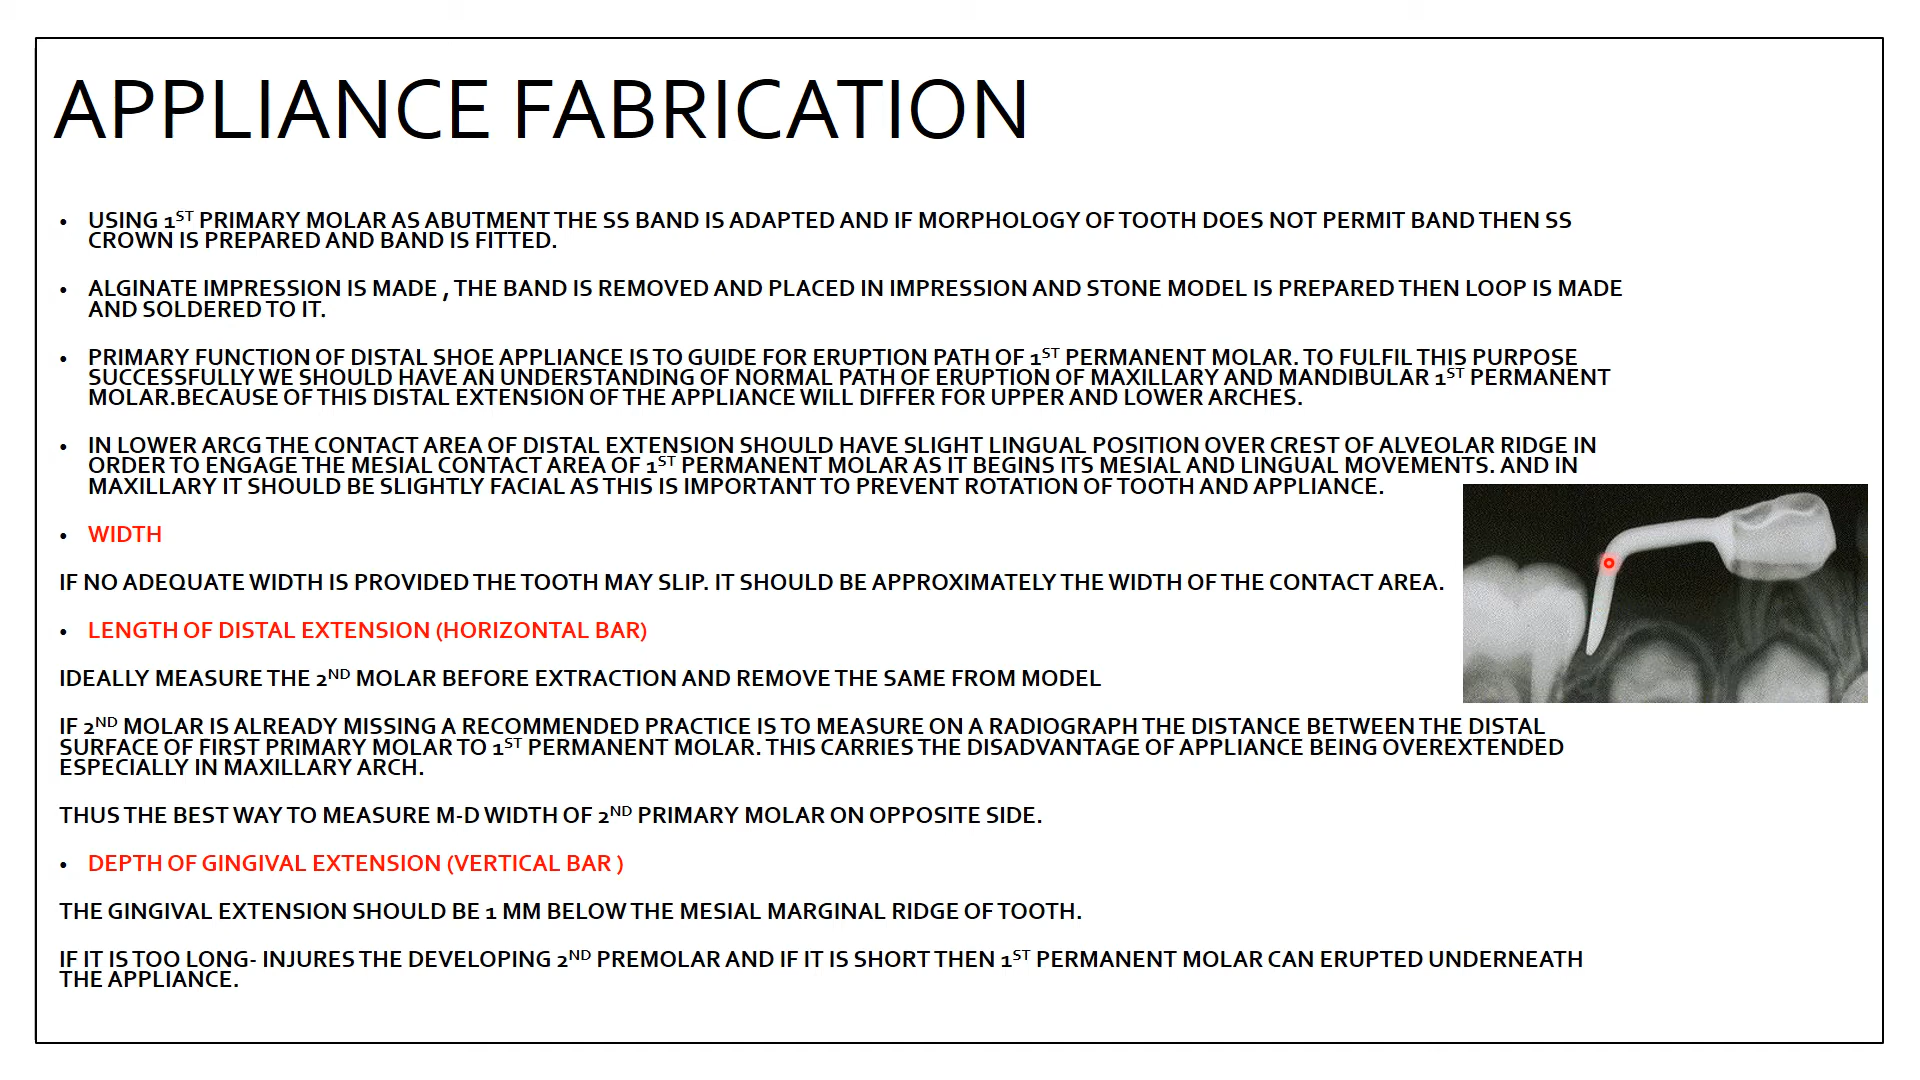 APPLIANCE FABRICATION
• USING 1ST PRIMARY MOLAR AS ABUTMENT THE SS BAND IS ADAPTED AND IF MORPHOLOGY OF TOOTH DOES NOT PERMIT BAND THEN SS
CROWN IS PREPARED AND BAND IS FITTED.
• ALGINATE IMPRESSION IS MADE , THE BAND IS REMOVED AND PLACED IN IMPRESSION AND STONE MODEL IS PREPARED THEN LOOP IS MADE
AND SOLDERED TO IT.
• PRIMARY FUNCTION OF DISTAL SHOE APPLIANCE IS TO GUIDE FOR ERUPTION PATH OF 1ST PERMANENT MOLAR. TO FULFIL THIS PURPOSE
SUCCESSFULLY WE SHOULD HAVE AN UNDERSTANDING OF NORMAL PATH OF ERUPTION OF MAXILLARY AND MANDIBULAR 1ST PERMANENT
MOLAR.BECAUSE OF THIS DISTAL EXTENSION OF THE APPLIANCE WILL DIFFER FOR UPPER AND LOWER ARCHES.
• IN LOWER ARCG THE CONTACT AREA OF DISTAL EXTENSION SHOULD HAVE SLIGHT LINGUAL POSITION OVER CREST OF ALVEOLAR RIDGE IN
ORDER TO ENGAGE THE MESIAL CONTACT AREA OF 1ST PERMANENT MOLAR AS IT BEGINS ITS MESIAL AND LINGUAL MOVEMENTS. AND IN
MAXILLARY IT SHOULD BE SLIGHTLY FACIAL AS THIS IS IMPORTANT TO PREVENT ROTATION OF TOOTH AND APPLIANCE.
• WIDTH
IF NO ADEQUATE WIDTH IS PROVIDED THE TOOTH MAY SLIP. IT SHOULD BE APPROXIMATELY THE WIDTH OF THE CONTACT AREA.
• LENGTH OF DISTAL EXTENSION (HORIZONTAL BAR)
IDEALLY MEASURE THE 2ND MOLAR BEFORE EXTRACTION AND REMOVE THE SAME FROM MODEL
IF 2ND MOLAR IS ALREADY MISSING A RECOMMENDED PRACTICE IS TO MEASURE ON A RADIOGRAPH THE DISTANCE BETWEEN THE DISTAL
SURFACE OF FIRST PRIMARY MOLAR TO 1ST PERMANENT MOLAR. THIS CARRIES THE DISADVANTAGE OF APPLIANCE BEING OVEREXTENDED
ESPECIALLY IN MAXILLARY ARCH.
THUS THE BEST WAY TO MEASURE M-D WIDTH OF 2ND PRIMARY MOLAR ON OPPOSITE SIDE.
• DEPTH OF GINGIVAL EXTENSION (VERTICAL BAR )
THE GINGIVAL EXTENSION SHOULD BE 1 MM BELOW THE MESIAL MARGINAL RIDGE OF TOOTH.
IF IT IS TOO LONG- INJURES THE DEVELOPING 2ND PREMOLAR AND IF IT IS SHORT THEN 1ST PERMANENT MOLAR CAN ERUPTED UNDERNEATH
THE APPLIANCE.